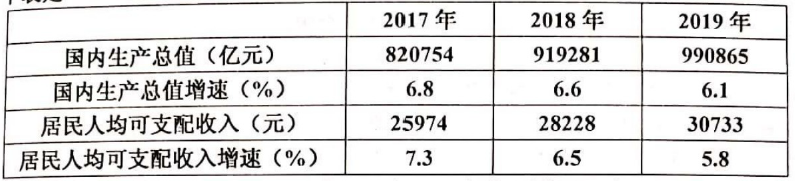 2017 年 2018 年 2019 年
国内生产总值（亿元） 820754 919281 990865
国内生产总值增速（%） 6.8 6.6 6.1
居民人均可支配收入（元） 25974 28228 30733
居民人均可支配收入增速（%） 7.3 6.5 5.8